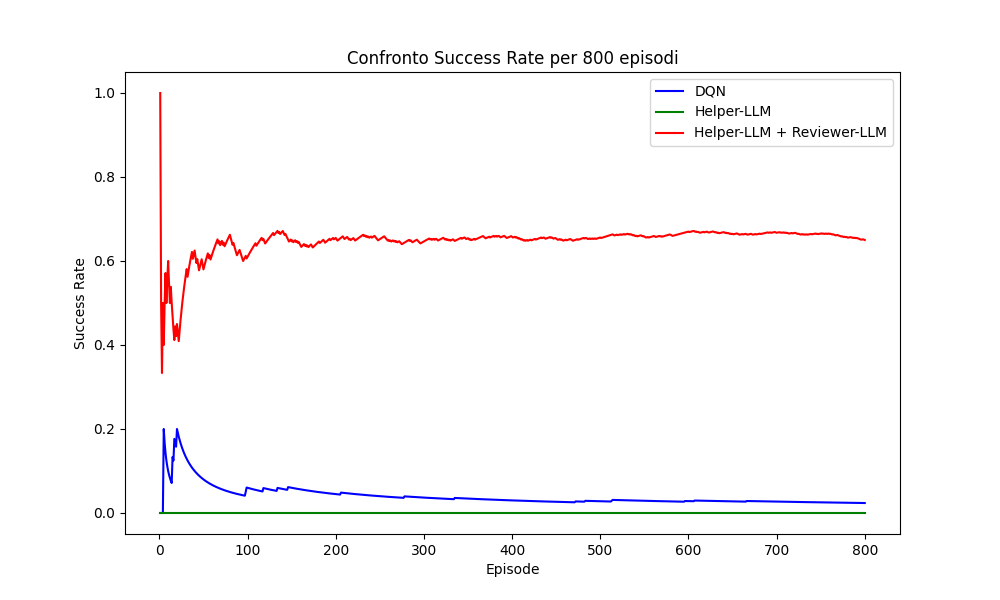 Confronto Success Rate per 800 episodi
DQN
Helper-LLM
Helper-LLM + Reviewer-LLM
Success Rate
1.0
0.8
0.6
0.4
0.2
0.0
0 100 200 300 400 500 600 700 800
Episode